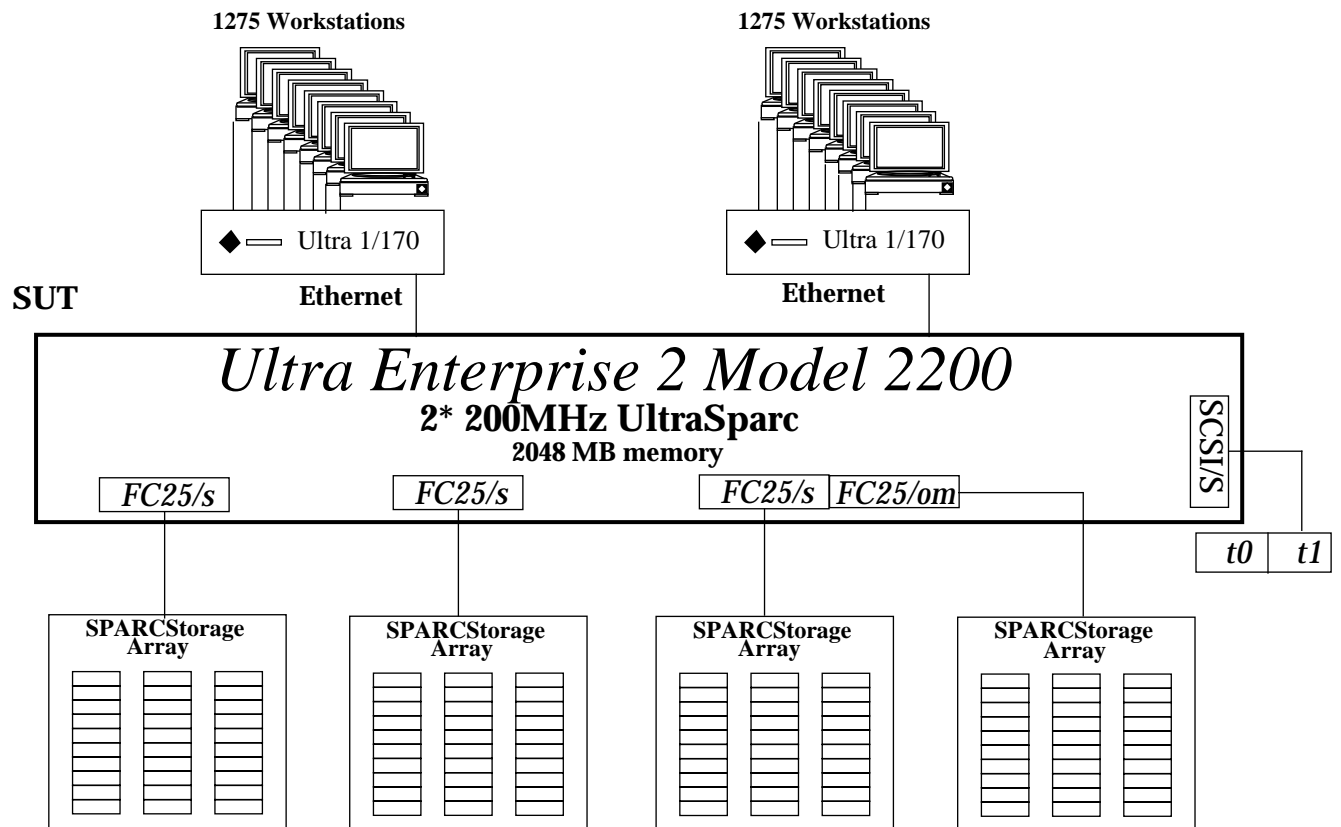 1275 Workstations
1275 Workstations
Ultra 1/170
Ultra 1/170
SUT
Ethernet
Ethernet
Ultra Enterprise 2 Model 2200
2* 200MHz UltraSparc
2048 MB memory
SCSI/S
FC25/s
FC25/s
FC25/s
FC25/om
t0
t1
SPARCStorage
Array
SPARCStorage
Array
SPARCStorage
Array
SPARCStorage
Array